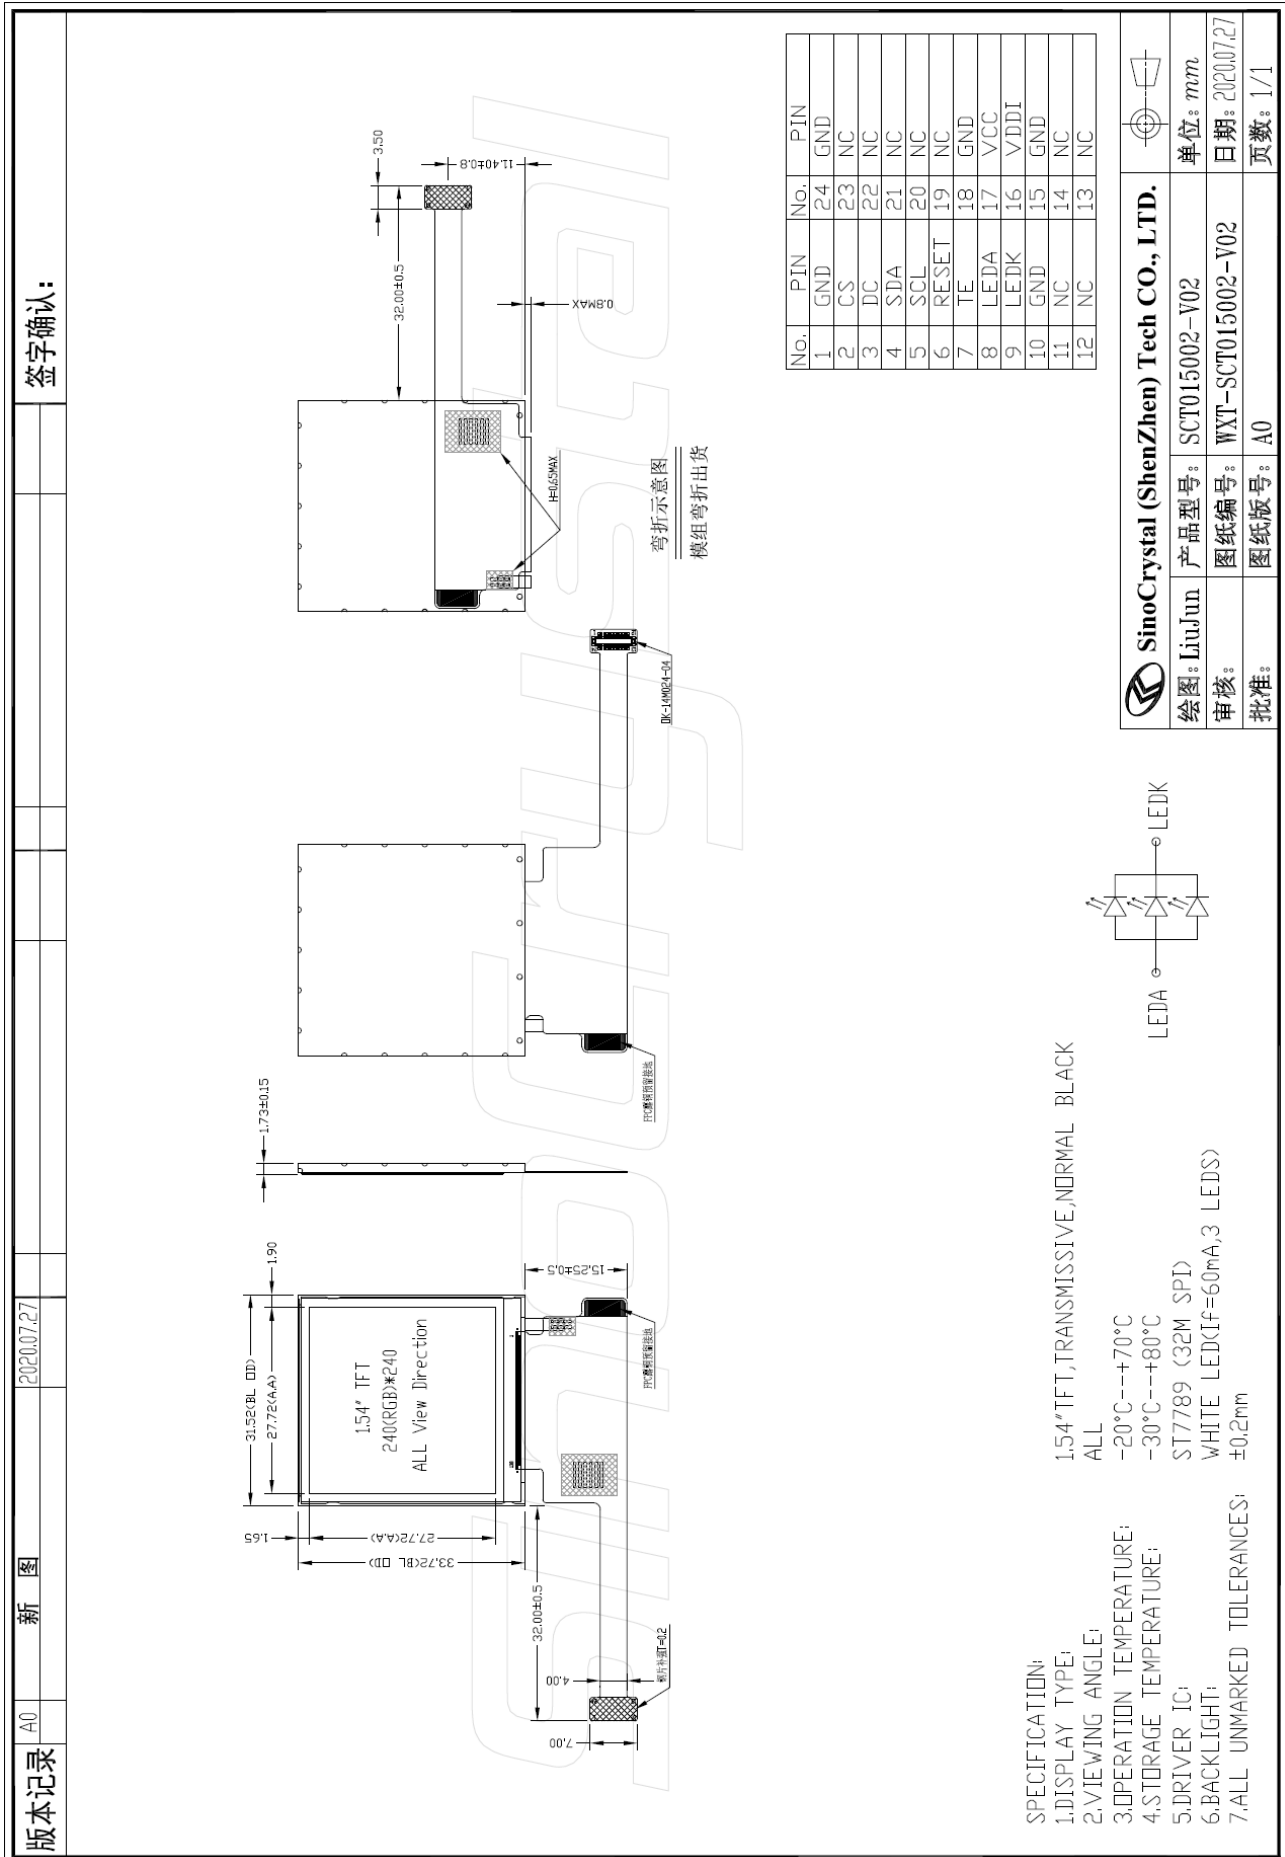 版本记录 A0 新 图 2020.07.27 签字确认:
31.52(BL OD)
27.72(A.A)
1.90
1.65
27.72(A.A)
33.72(BL OD)
1.54" TFT
240(RGB)*240
ALL View Direction
15.25±0.5
32.00±0.5
4.00
7.00
钢片补强T=0.2
1.73±0.15
DK-14M024-04
32.00±0.5
3.50
11.40±0.8
0.8MAX
H=0.65MAX
弯折示意图
模组弯折出货
SinoCrystal
No. PIN No. PIN
1 GND 24 GND
2 CS 23 NC
3 DC 22 NC
4 SDA 21 NC
5 SCL 20 NC
6 RESET 19 NC
7 TE 18 GND
8 LEDA 17 VCC
9 LEDK 16 VDDI
10 GND 15 GND
11 NC 14 NC
12 NC 13 NC
SPECIFICATION:
1.DISPLAY TYPE: 1.54"TFT,TRANSMISSIVE,NORMAL BLACK
2.VIEWING ANGLE: ALL
3.OPERATION TEMPERATURE: -20°C--+70°C
4.STORAGE TEMPERATURE: -30°C--+80°C
5.DRIVER IC: ST7789 (32M SPI)
6.BACKLIGHT: WHITE LED(If=60mA,3 LEDS)
7.ALL UNMARKED TOLERANCES: ±0.2mm
LEDA LEDK
SinoCrystal (ShenZhen) Tech CO., LTD.
绘图: LiuJun 产品型号: SCT015002-V02 单位: mm
审核: 图纸编号: WXT-SCT015002-V02 日期: 2020.07.27
批准: 图纸版号: A0 页数: 1/1